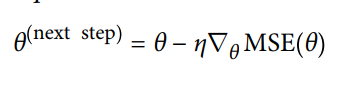 θ^(next step) = θ − η∇_θ MSE(θ)